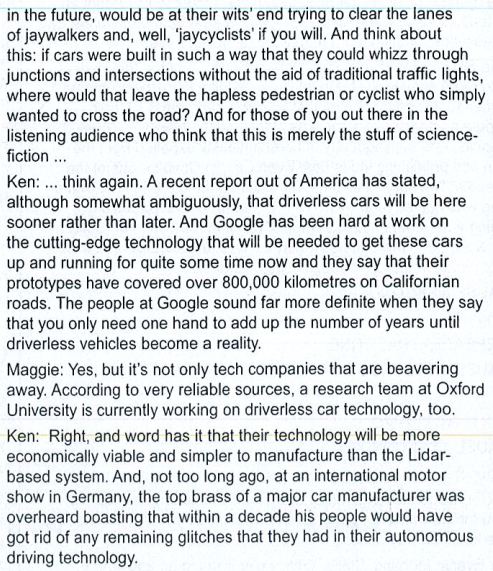 in the future, would be at their wits' end trying to clear the lanes
of jaywalkers and, well, 'jaycyclists' if you will. And think about
this: if cars were built in such a way that they could whizz through
junctions and intersections without the aid of traditional traffic lights,
where would that leave the hapless pedestrian or cyclist who simply
wanted to cross the road? And for those of you out there in the
listening audience who think that this is merely the stuff of science-
fiction ...
Ken: ... think again. A recent report out of America has stated,
although somewhat ambiguously, that driverless cars will be here
sooner rather than later. And Google has been hard at work on
the cutting-edge technology that will be needed to get these cars
up and running for quite some time now and they say that their
prototypes have covered over 800,000 kilometres on Californian
roads. The people at Google sound far more definite when they say
that you only need one hand to add up the number of years until
driverless vehicles become a reality.
Maggie: Yes, but it's not only tech companies that are beavering
away. According to very reliable sources, a research team at Oxford
University is currently working on driverless car technology, too.
Ken: Right, and word has it that their technology will be more
economically viable and simpler to manufacture than the Lidar-
based system. And, not too long ago, at an international motor
show in Germany, the top brass of a major car manufacturer was
overheard boasting that within a decade his people would have
got rid of any remaining glitches that they had in their autonomous
driving technology.